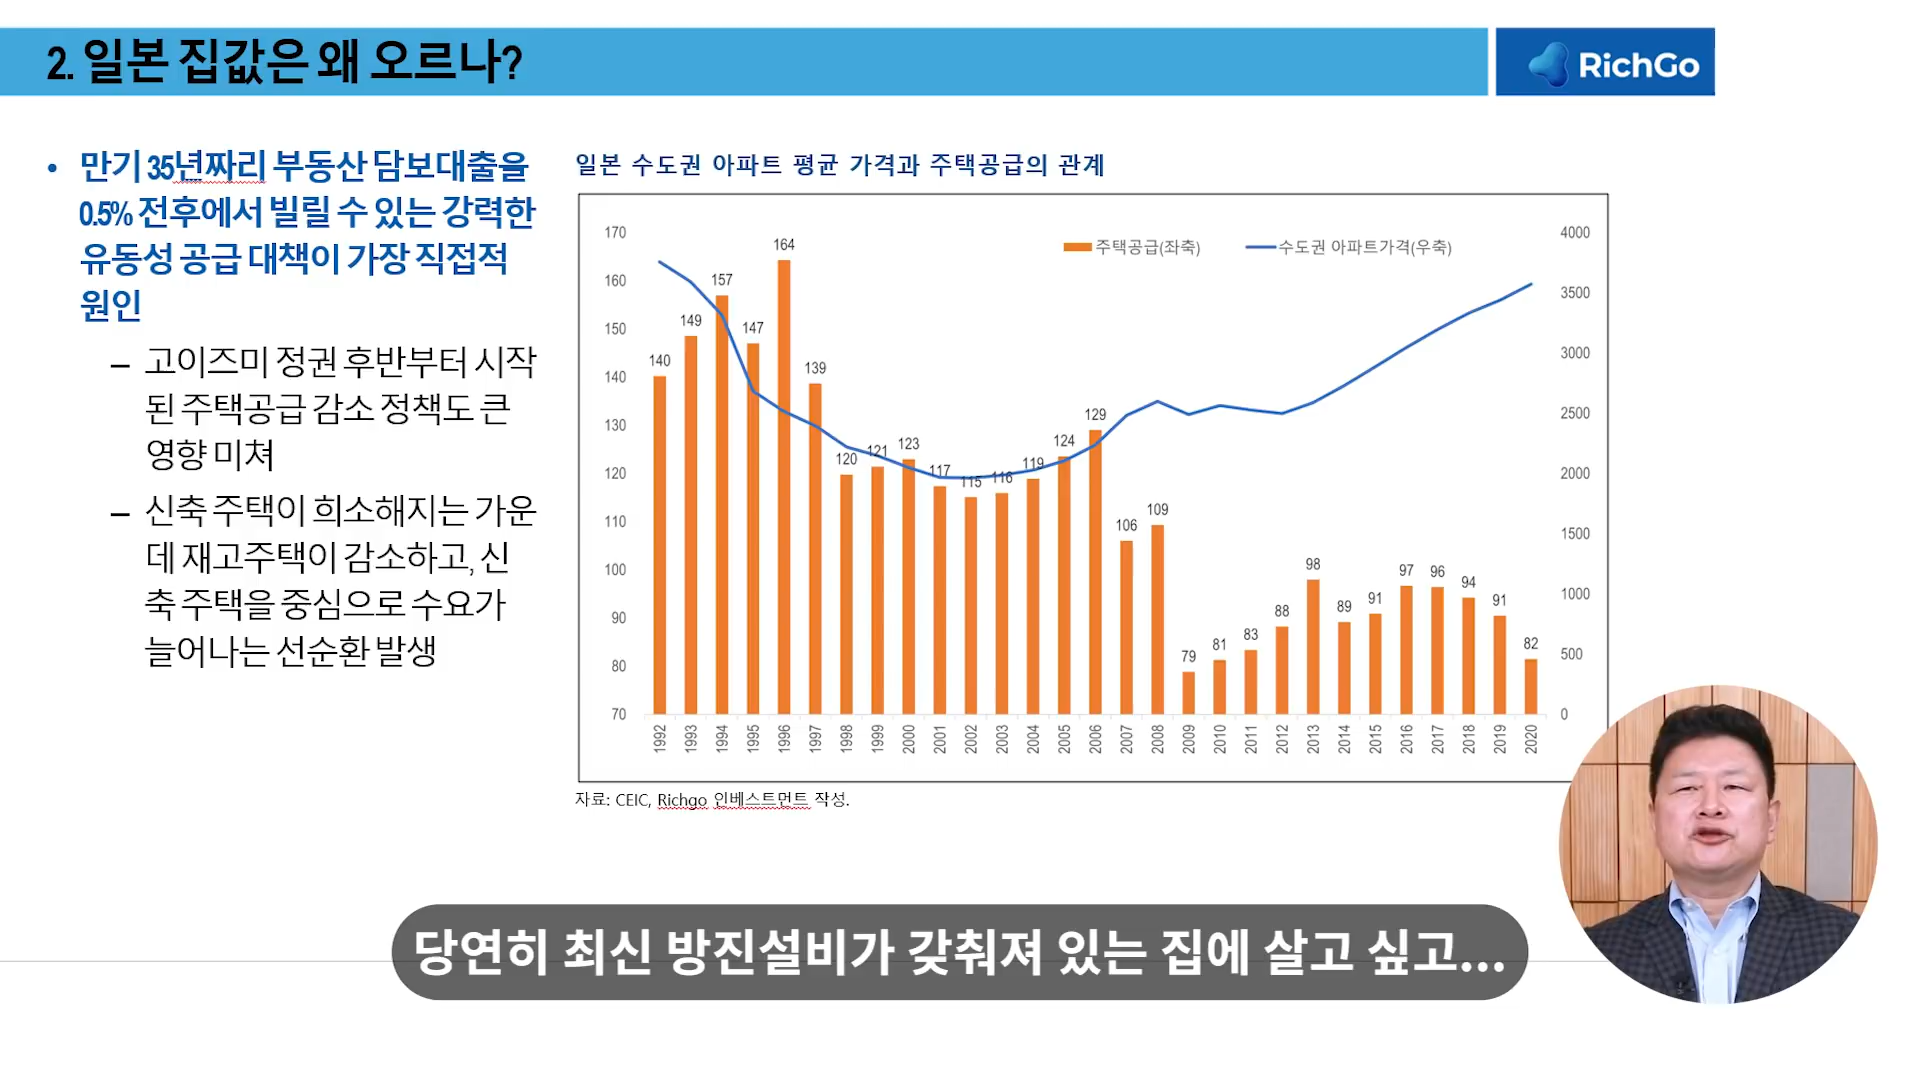 2. 일본 집값은 왜 오르나?
RichGo
• 만기 35년짜리 부동산 담보대출을
0.5% 전후에서 빌릴 수 있는 강력한
유동성 공급 대책이 가장 직접적
원인
– 고이즈미 정권 후반부터 시작
된 주택공급 감소 정책도 큰
영향 미쳐
– 신축 주택이 희소해지는 가운
데 재고주택이 감소하고, 신
축 주택을 중심으로 수요가
늘어나는 선순환 발생
일본 수도권 아파트 평균 가격과 주택공급의 관계
주택공급(좌축) 수도권 아파트가격(우축)
170
160
150
140
130
120
110
100
90
80
70
140 149 157 147 164 139 120 121 123 117 115 116 119 124 129 106 109 79 81 83 88 98 89 91 97 96 94 91 82
4000
3500
3000
2500
2000
1500
1000
500
0
1992 1993 1994 1995 1996 1997 1998 1999 2000 2001 2002 2003 2004 2005 2006 2007 2008 2009 2010 2011 2012 2013 2014 2015 2016 2017 2018 2019 2020
자료: CEIC, Richgo 인베스트먼트 작성.
당연히 최신 방진설비가 갖춰져 있는 집에 살고 싶고...